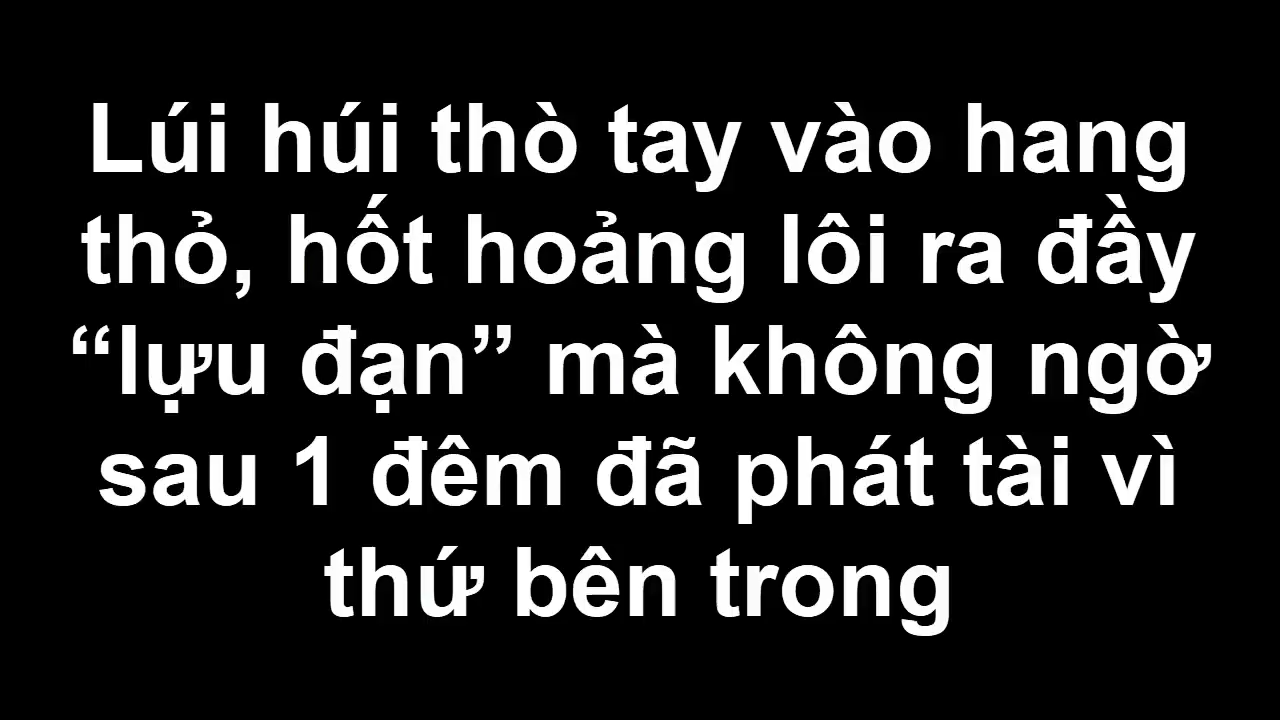 Lúi húi thò tay vào hang
thỏ, hốt hoảng lôi ra đầy
“lựu đạn” mà không ngờ
sau 1 đêm đã phát tài vì
thứ bên trong